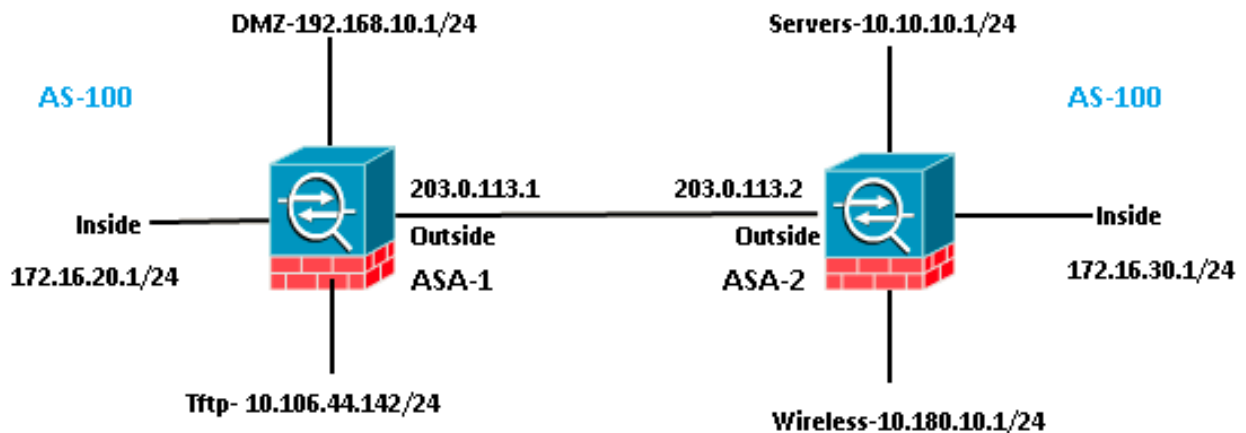 DMZ-192.168.10.1/24
Servers-10.10.10.1/24
AS-100
AS-100
203.0.113.1
203.0.113.2
Inside
Outside
Outside
Inside
172.16.20.1/24
ASA-1
ASA-2
172.16.30.1/24
Tftp- 10.106.44.142/24
Wireless-10.180.10.1/24